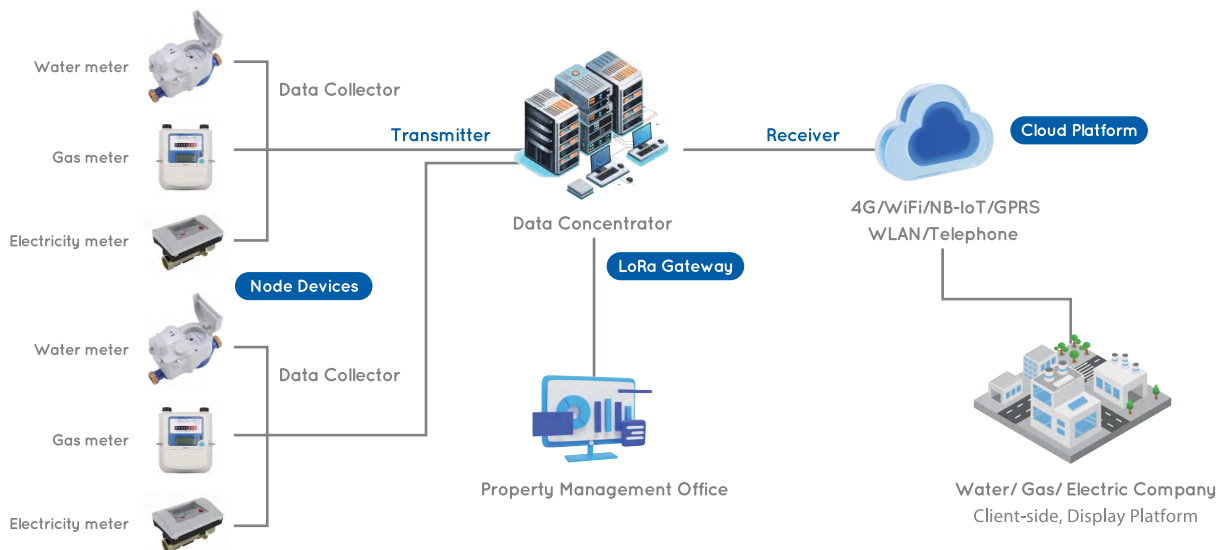 Water meter
Data Collector
Gas meter
Electricity meter
Node Devices
Water meter
Data Collector
Gas meter
Electricity meter
Transmitter
Data Concentrator
LoRa Gateway
Property Management Office
Receiver
Cloud Platform
4G/WiFi/NB-IoT/GPRS
WLAN/Telephone
Water/ Gas/ Electric Company
Client-side, Display Platform